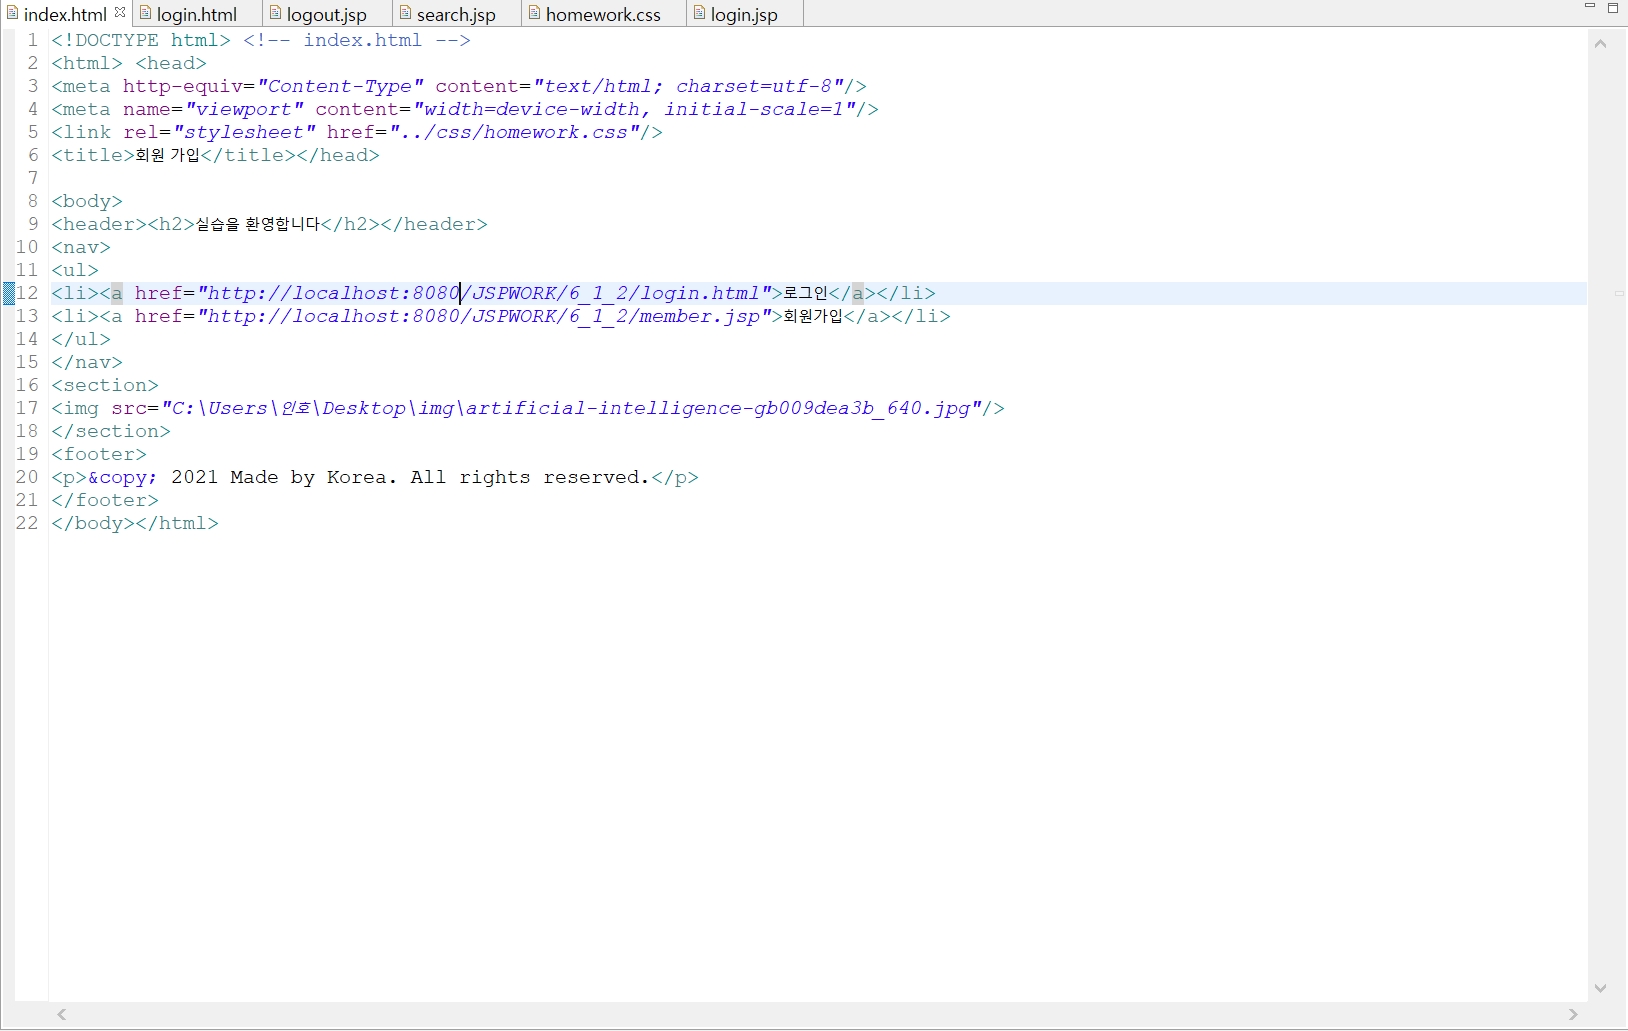 index.html login.html logout.jsp search.jsp homework.css login.jsp
1 <!DOCTYPE html> <!-- index.html -->
2 <html> <head>
3 <meta http-equiv="Content-Type" content="text/html; charset=utf-8"/>
4 <meta name="viewport" content="width=device-width, initial-scale=1"/>
5 <link rel="stylesheet" href="../css/homework.css"/>
6 <title>회원 가입</title></head>
7
8 <body>
9 <header><h2>실습을 환영합니다</h2></header>
10 <nav>
11 <ul>
12 <li><a href="http://localhost:8080/JSPWORK/6_1_2/login.html">로그인</a></li>
13 <li><a href="http://localhost:8080/JSPWORK/6_1_2/member.jsp">회원가입</a></li>
14 </ul>
15 </nav>
16 <section>
17 <img src="C:\Users\인호\Desktop\img\artificial-intelligence-gb009dea3b_640.jpg"/>
18 </section>
19 <footer>
20 <p>&copy; 2021 Made by Korea. All rights reserved.</p>
21 </footer>
22 </body></html>